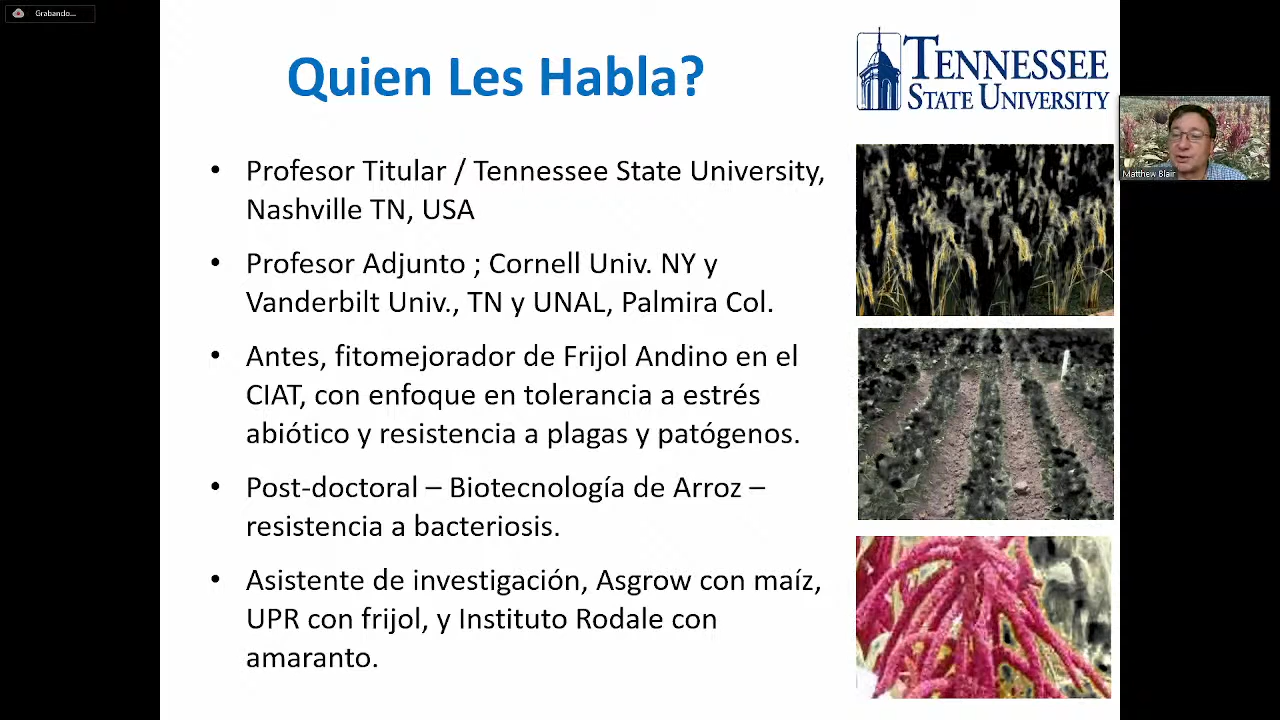 Grabando...
Quien Les Habla?
TENNESSEE
STATE UNIVERSITY
Matthew Blair
• Profesor Titular / Tennessee State University,
Nashville TN, USA
• Profesor Adjunto ; Cornell Univ. NY y
Vanderbilt Univ., TN y UNAL, Palmira Col.
• Antes, fitomejorador de Frijol Andino en el
CIAT, con enfoque en tolerancia a estrés
abiótico y resistencia a plagas y patógenos.
• Post-doctoral – Biotecnología de Arroz –
resistencia a bacteriosis.
• Asistente de investigación, Asgrow con maíz,
UPR con frijol, y Instituto Rodale con
amaranto.